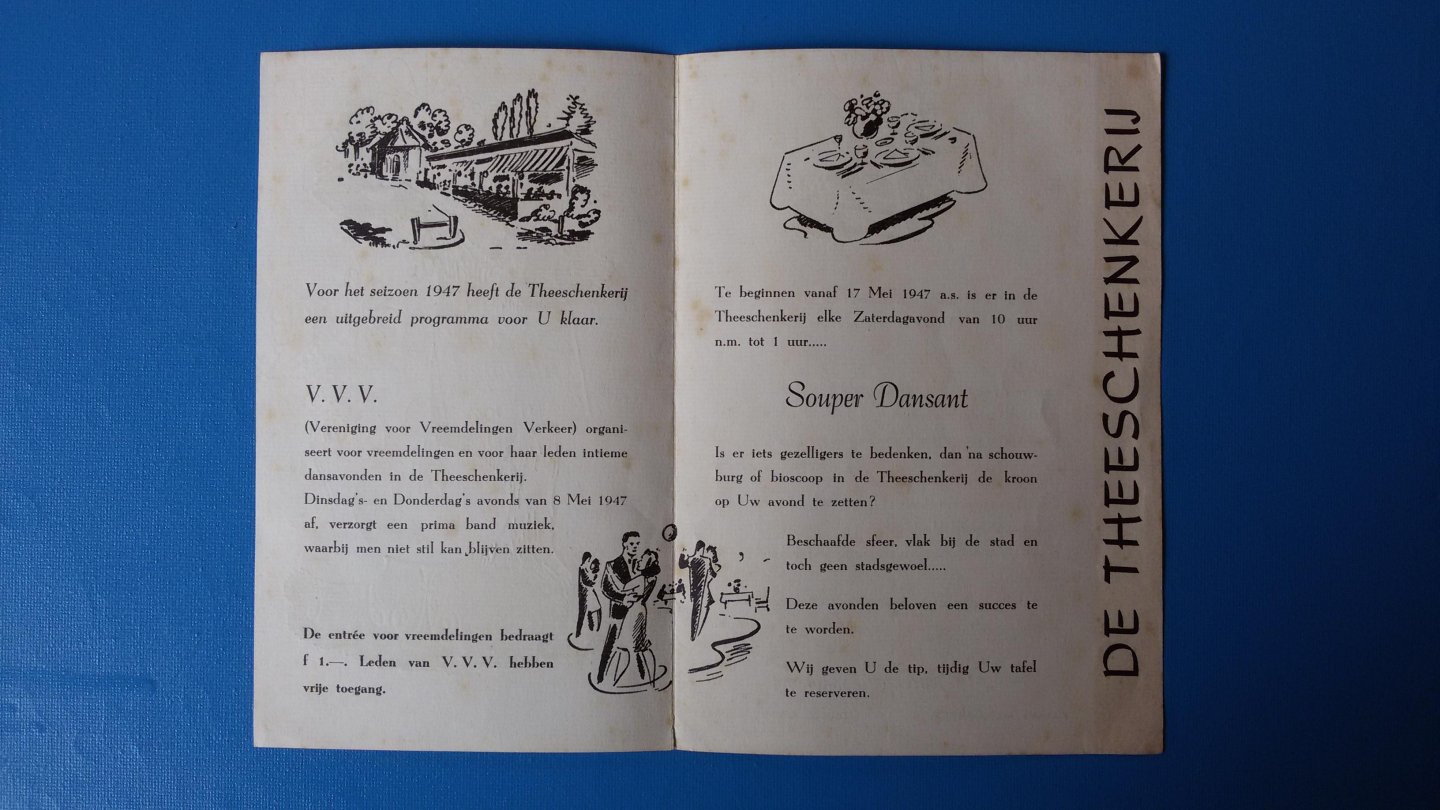 Voor het seizoen 1947 heeft de Theeschenkerij
een uitgebreid programma voor U klaar.
V. V. V.
(Vereniging voor Vreemdelingen Verkeer) organi-
seert voor vreemdelingen en voor haar leden intieme
dansavonden in de Theeschenkerij.
Dinsdag's- en Donderdag's avonds van 8 Mei 1947
af, verzorgt een prima band muziek,
waarbij men niet stil kan blijven zitten.
De entrée voor vreemdelingen bedraagt
f 1.—. Leden van V. V. V. hebben
vrije toegang.
Te beginnen vanaf 17 Mei 1947 a.s. is er in de
Theeschenkerij elke Zaterdagavond van 10 uur
n.m. tot 1 uur.....
Souper Dansant
Is er iets gezelligers te bedenken, dan 'na schouw-
burg of bioscoop in de Theeschenkerij de kroon
op Uw avond te zetten?
Beschaafde sfeer, vlak bij de stad en
toch geen stadsgewoel.....
Deze avonden beloven een succes te
te worden.
Wij geven U de tip, tijdig Uw tafel
te reserveren.
DE THEESCHENKERIJ